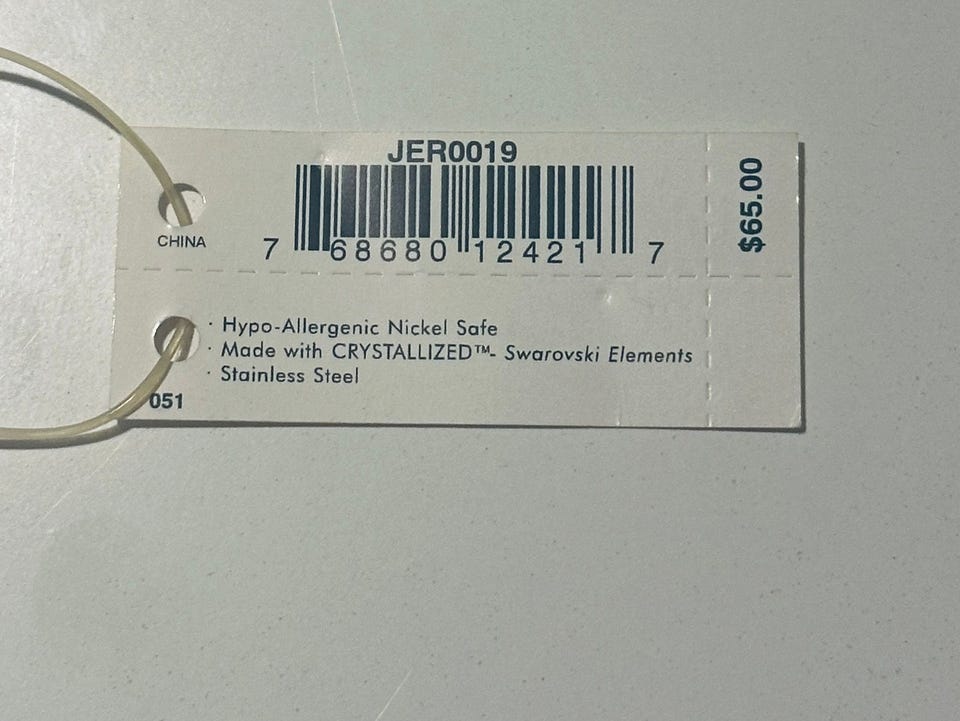 JER0019
7 68680 12421 7
CHINA
$65.00
· Hypo-Allergenic Nickel Safe
· Made with CRYSTALLIZED™- Swarovski Elements
· Stainless Steel
051